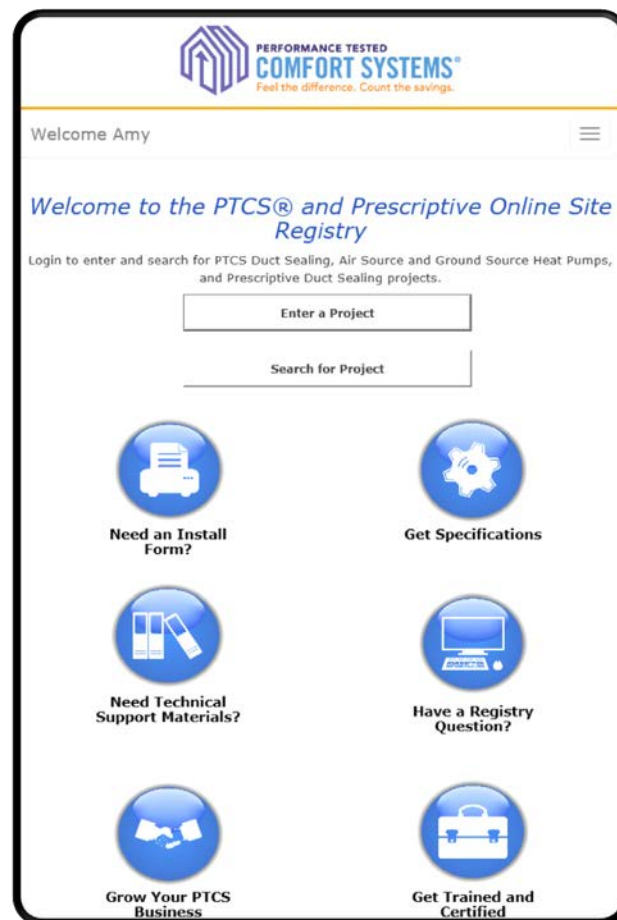 PERFORMANCE TESTED
COMFORT SYSTEMS®
Feel the difference. Count the savings.
Welcome Amy
Welcome to the PTCS® and Prescriptive Online Site
Registry
Login to enter and search for PTCS Duct Sealing, Air Source and Ground Source Heat Pumps,
and Prescriptive Duct Sealing projects.
Enter a Project
Search for Project
Need an Install
Form?
Get Specifications
Need Technical
Support Materials?
Have a Registry
Question?
Grow Your PTCS
Business
Get Trained and
Certified